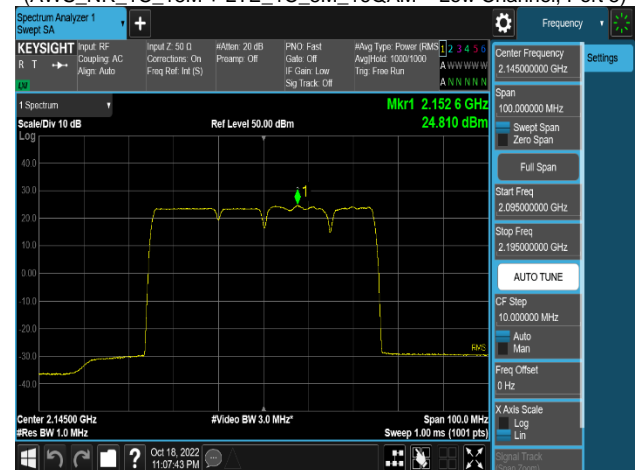 Spectrum Analyzer 1
Swept SA
+
Frequency
KEYSIGHT
R T
LXI
Input: RF
Coupling: AC
Align: Auto
Input Z: 50 Ω
Corrections: On
Freq Ref: Int (S)
#Atten: 20 dB
Preamp: Off
PNO: Fast
Gate: Off
IF Gain: Low
Sig Track: Off
#Avg Type: Power (RMS
Avg|Hold: 1000/1000
Trig: Free Run
1 2 3 4 5 6
A W W W W W
A N N N N N
1 Spectrum
Scale/Div 10 dB
Log
Ref Level 50.00 dBm
Mkr1 2.152 6 GHz
24.810 dBm
40.0
30.0
1
20.0
10.0
0.00
-10.0
-20.0
-30.0
RMS
-40.0
Center 2.14500 GHz
#Res BW 1.0 MHz
#Video BW 3.0 MHz*
Span 100.0 MHz
Sweep 1.00 ms (1001 pts)
Oct 18, 2022
11:07:43 PM
?
Center Frequency
2.145000000 GHz
Settings
Span
100.000000 MHz
Swept Span
Zero Span
Full Span
Start Freq
2.095000000 GHz
Stop Freq
2.195000000 GHz
AUTO TUNE
CF Step
10.000000 MHz
Auto
Man
Freq Offset
0 Hz
X Axis Scale
Log
Lin
Signal Track
(Span Zoom)